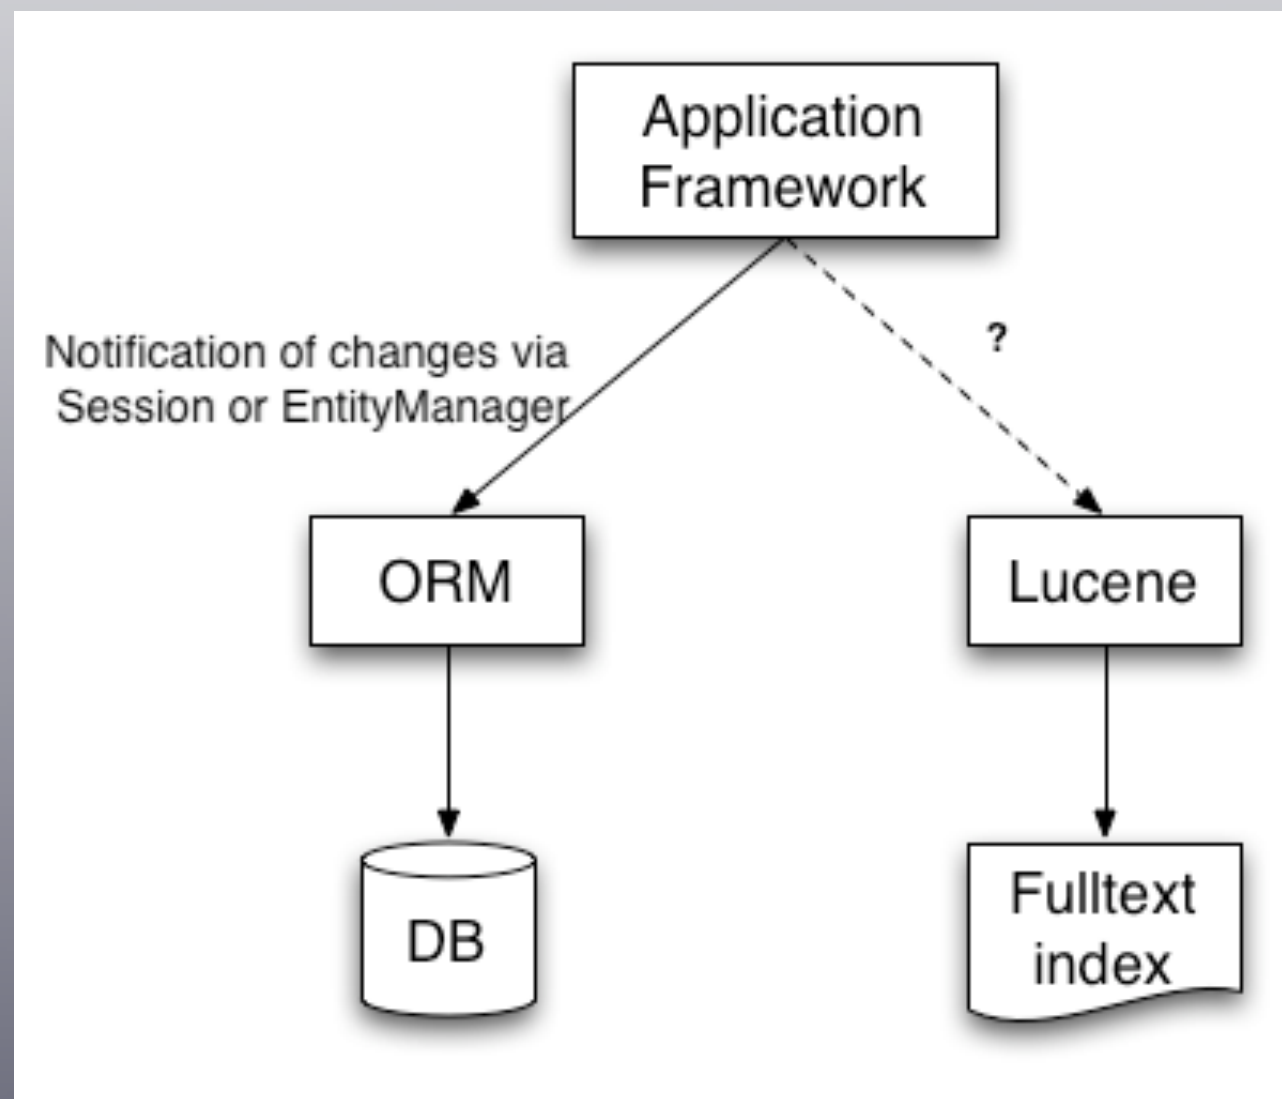 Application
Framework
Notification of changes via
Session or EntityManager
?
ORM
Lucene
DB
Fulltext
index